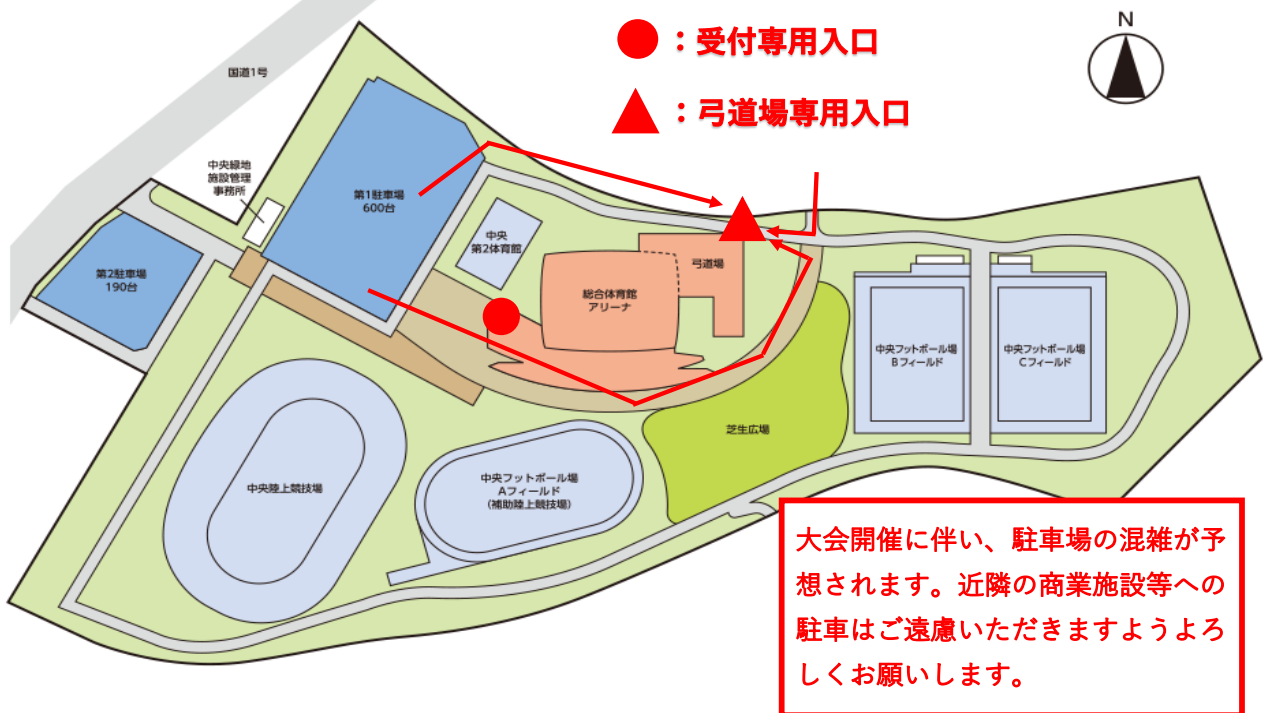 ●：受付専用入口
▲：弓道場専用入口
N
国道1号
中央緑地
施設管理
事務所
第1駐車場
600台
第2駐車場
190台
中央
第2体育館
弓道場
総合体育館
アリーナ
中央フットボール場
Bフィールド
中央フットボール場
Cフィールド
芝生広場
中央陸上競技場
中央フットボール場
Aフィールド
(補助陸上競技場)
大会開催に伴い、駐車場の混雑が予
想されます。近隣の商業施設等への
駐車はご遠慮いただきますようよろ
しくお願いします。